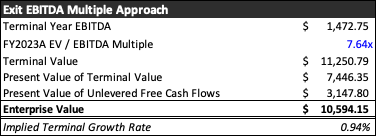 Exit EBITDA Multiple Approach
Terminal Year EBITDA $ 1,472.75
FY2023A EV / EBITDA Multiple 7.64x
Terminal Value $ 11,250.79
Present Value of Terminal Value $ 7,446.35
Present Value of Unlevered Free Cash Flows $ 3,147.80
Enterprise Value $ 10,594.15
Implied Terminal Growth Rate 0.94%